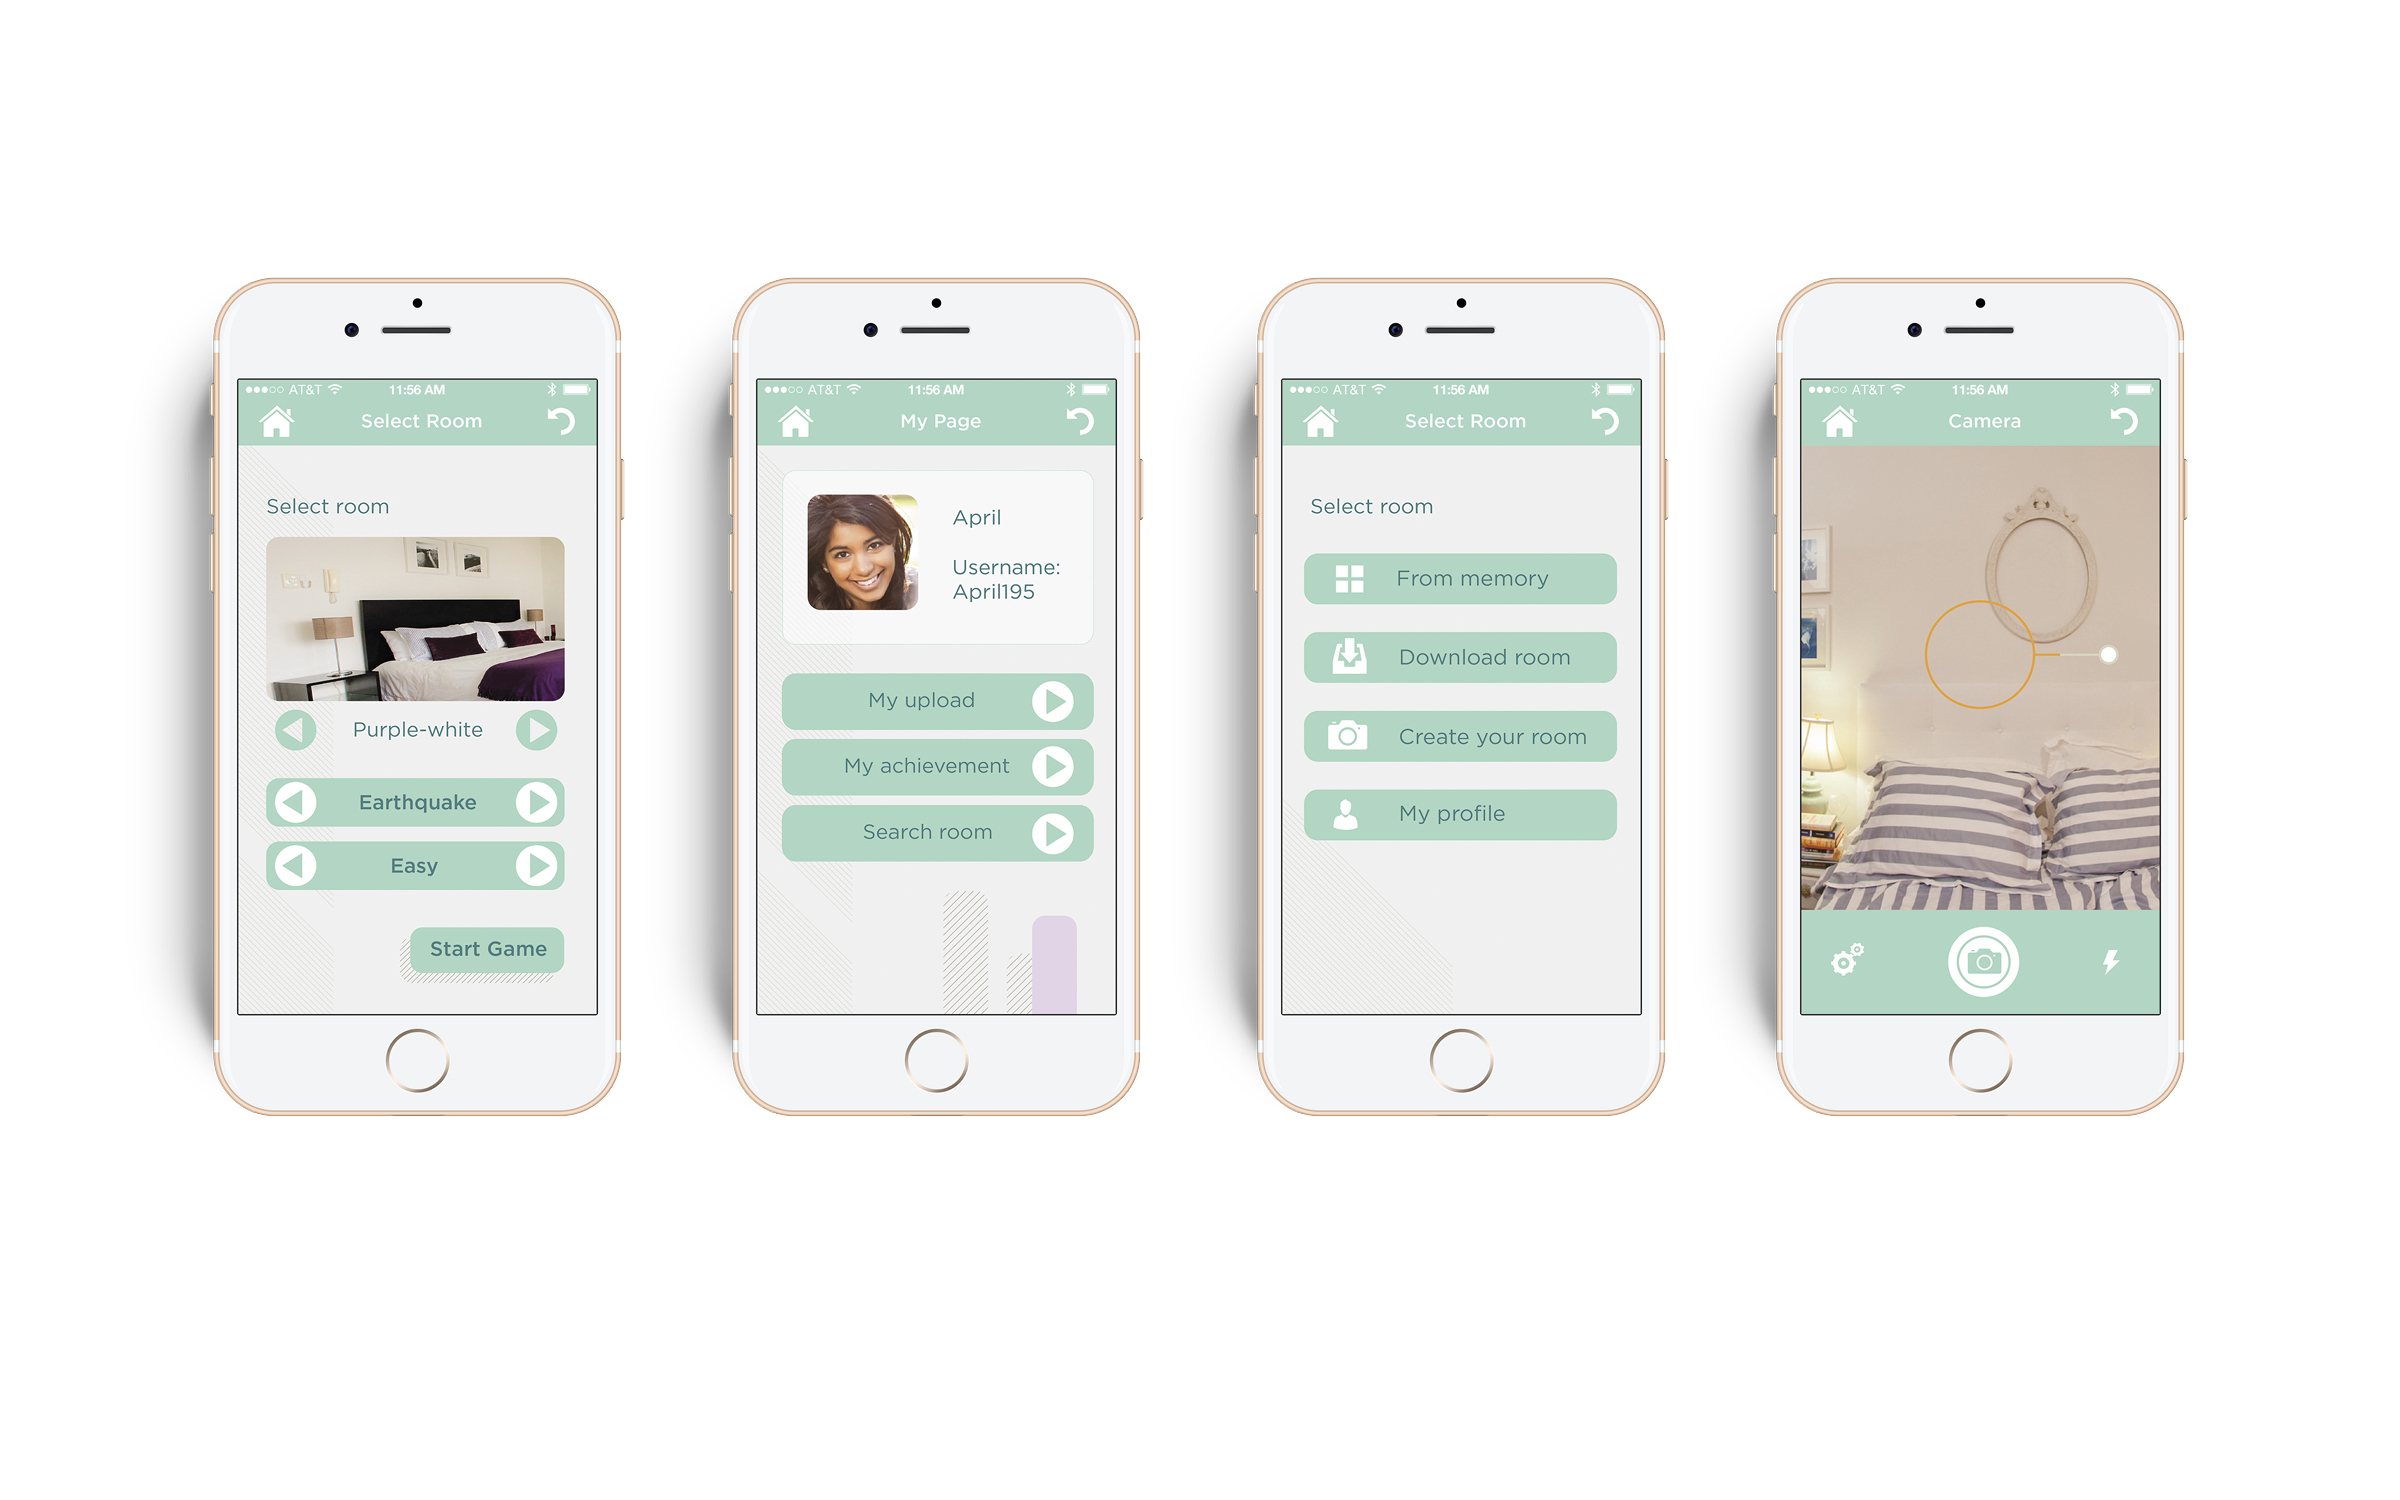 AT&T 11:56 AM
Select Room
Select room
Purple-white
Earthquake
Easy
Start Game
AT&T 11:56 AM
My Page
April
Username:
April195
My upload
My achievement
Search room
AT&T 11:56 AM
Select Room
Select room
From memory
Download room
Create your room
My profile
AT&T 11:56 AM
Camera